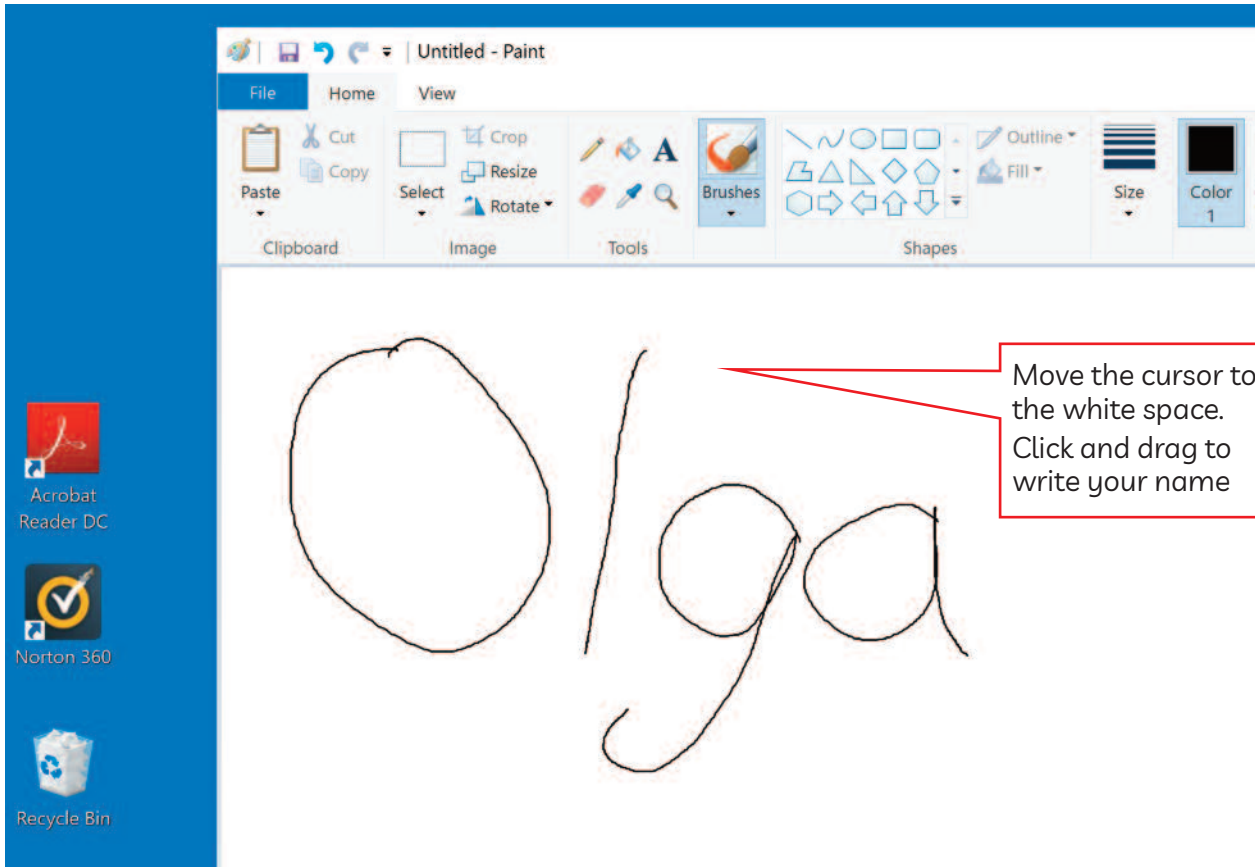 Untitled - Paint
File Home View
Paste
Cut
Copy
Clipboard
Select
Crop
Resize
Rotate
Image
A
Tools
Brushes
Shapes
Outline
Fill
Size
Color
1
Olga
Move the cursor to
the white space.
Click and drag to
write your name
Acrobat
Reader DC
Norton 360
Recycle Bin